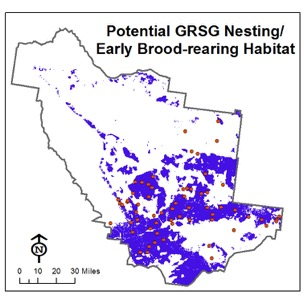 Potential GRSG Nesting/
Early Brood-rearing Habitat
N
0 10 20 30 Miles